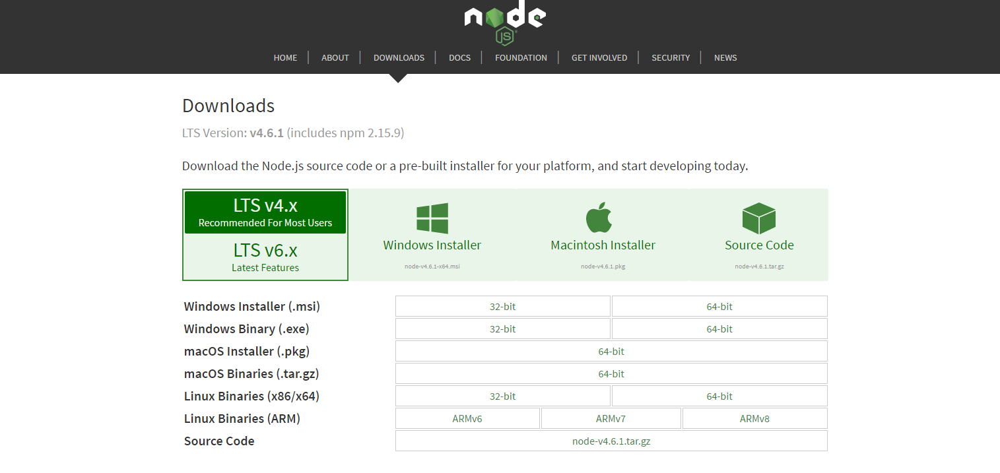 node
JS
HOME | ABOUT | DOWNLOADS | DOCS | FOUNDATION | GET INVOLVED | SECURITY | NEWS
Downloads
LTS Version: v4.6.1 (includes npm 2.15.9)
Download the Node.js source code or a pre-built installer for your platform, and start developing today.
LTS v4.x
Recommended For Most Users
LTS v6.x
Latest Features
Windows Installer
node-v4.6.1-x64.msi
Macintosh Installer
node-v4.6.1.pkg
Source Code
node-v4.6.1.tar.gz
Windows Installer (.msi) 32-bit 64-bit
Windows Binary (.exe) 32-bit 64-bit
macOS Installer (.pkg) 64-bit
macOS Binaries (.tar.gz) 64-bit
Linux Binaries (x86/x64) 32-bit 64-bit
Linux Binaries (ARM) ARMv6 ARMv7 ARMv8
Source Code node-v4.6.1.tar.gz